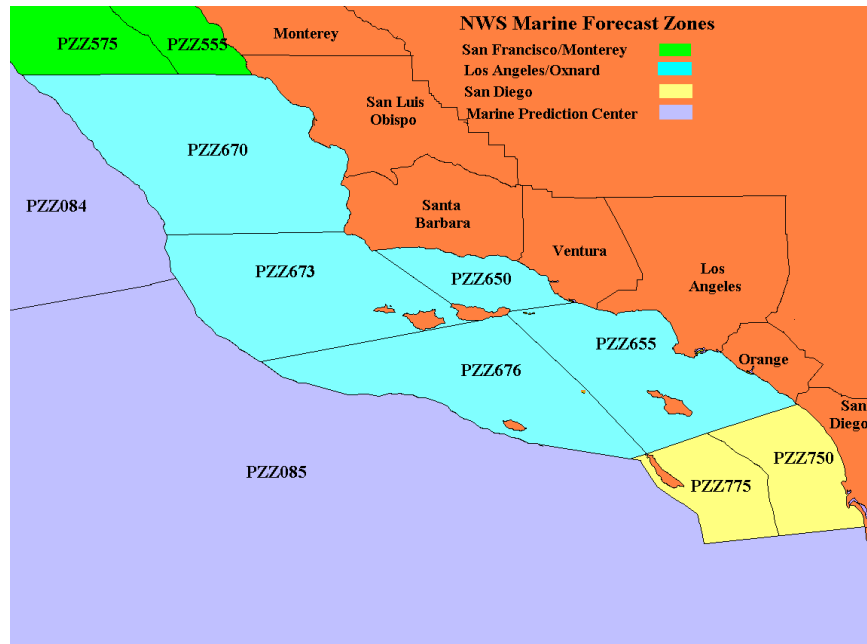 NWS Marine Forecast Zones
San Francisco/Monterey
Los Angeles/Oxnard
San Diego
Marine Prediction Center
PZZ575
PZZ555
Monterey
San Luis
Obispo
PZZ670
PZZ084
Santa
Barbara
Ventura
Los
Angeles
PZZ673
PZZ650
PZZ655
Orange
PZZ676
San
Diego
PZZ750
PZZ085
PZZ775